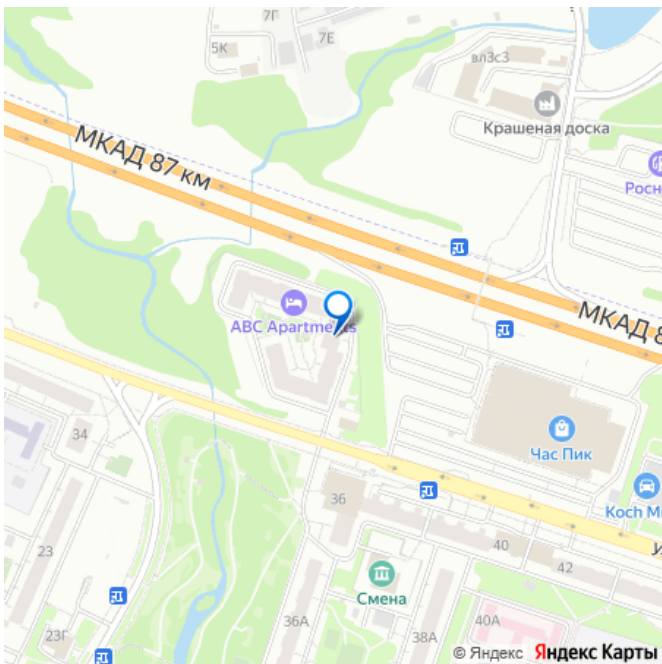 7Г
7Е
5К
вл3с3
Крашеная доска
МКАД 87 км
Росн
ABC Apartments
МКАД 8
34
Час Пик
36
Koch М
40
42
23
Смена
36А
38А
40А
23Г
© Яндекс Яндекс Карты